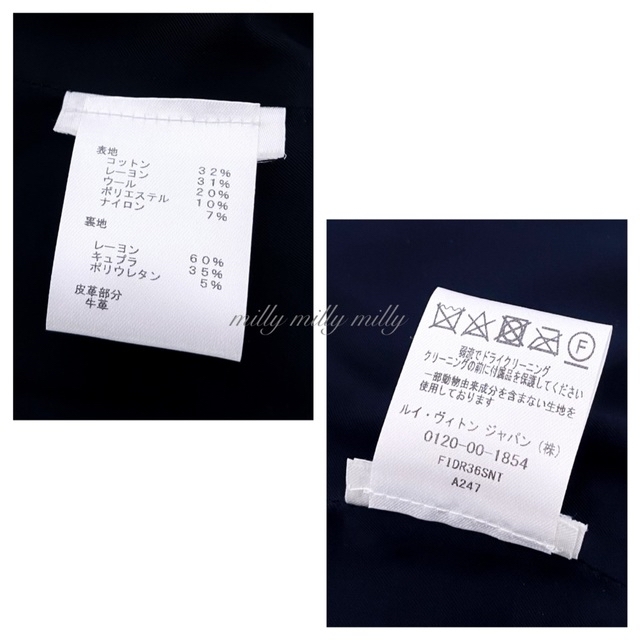 表地
コットン 32%
レーヨン 31%
ウール 20%
ポリエステル 10%
ナイロン 7%
裏地
レーヨン 60%
キュプラ 35%
ポリウレタン 5%
皮革部分
牛革
milly milly milly
F
弱流でドライクリーニング
クリーニングの前に付属品を保護してください
一部動物由来成分を含まない生地を
使用しております
ルイ・ヴィトン ジャパン (株)
0120-00-1854
FIDR36SNT
A247